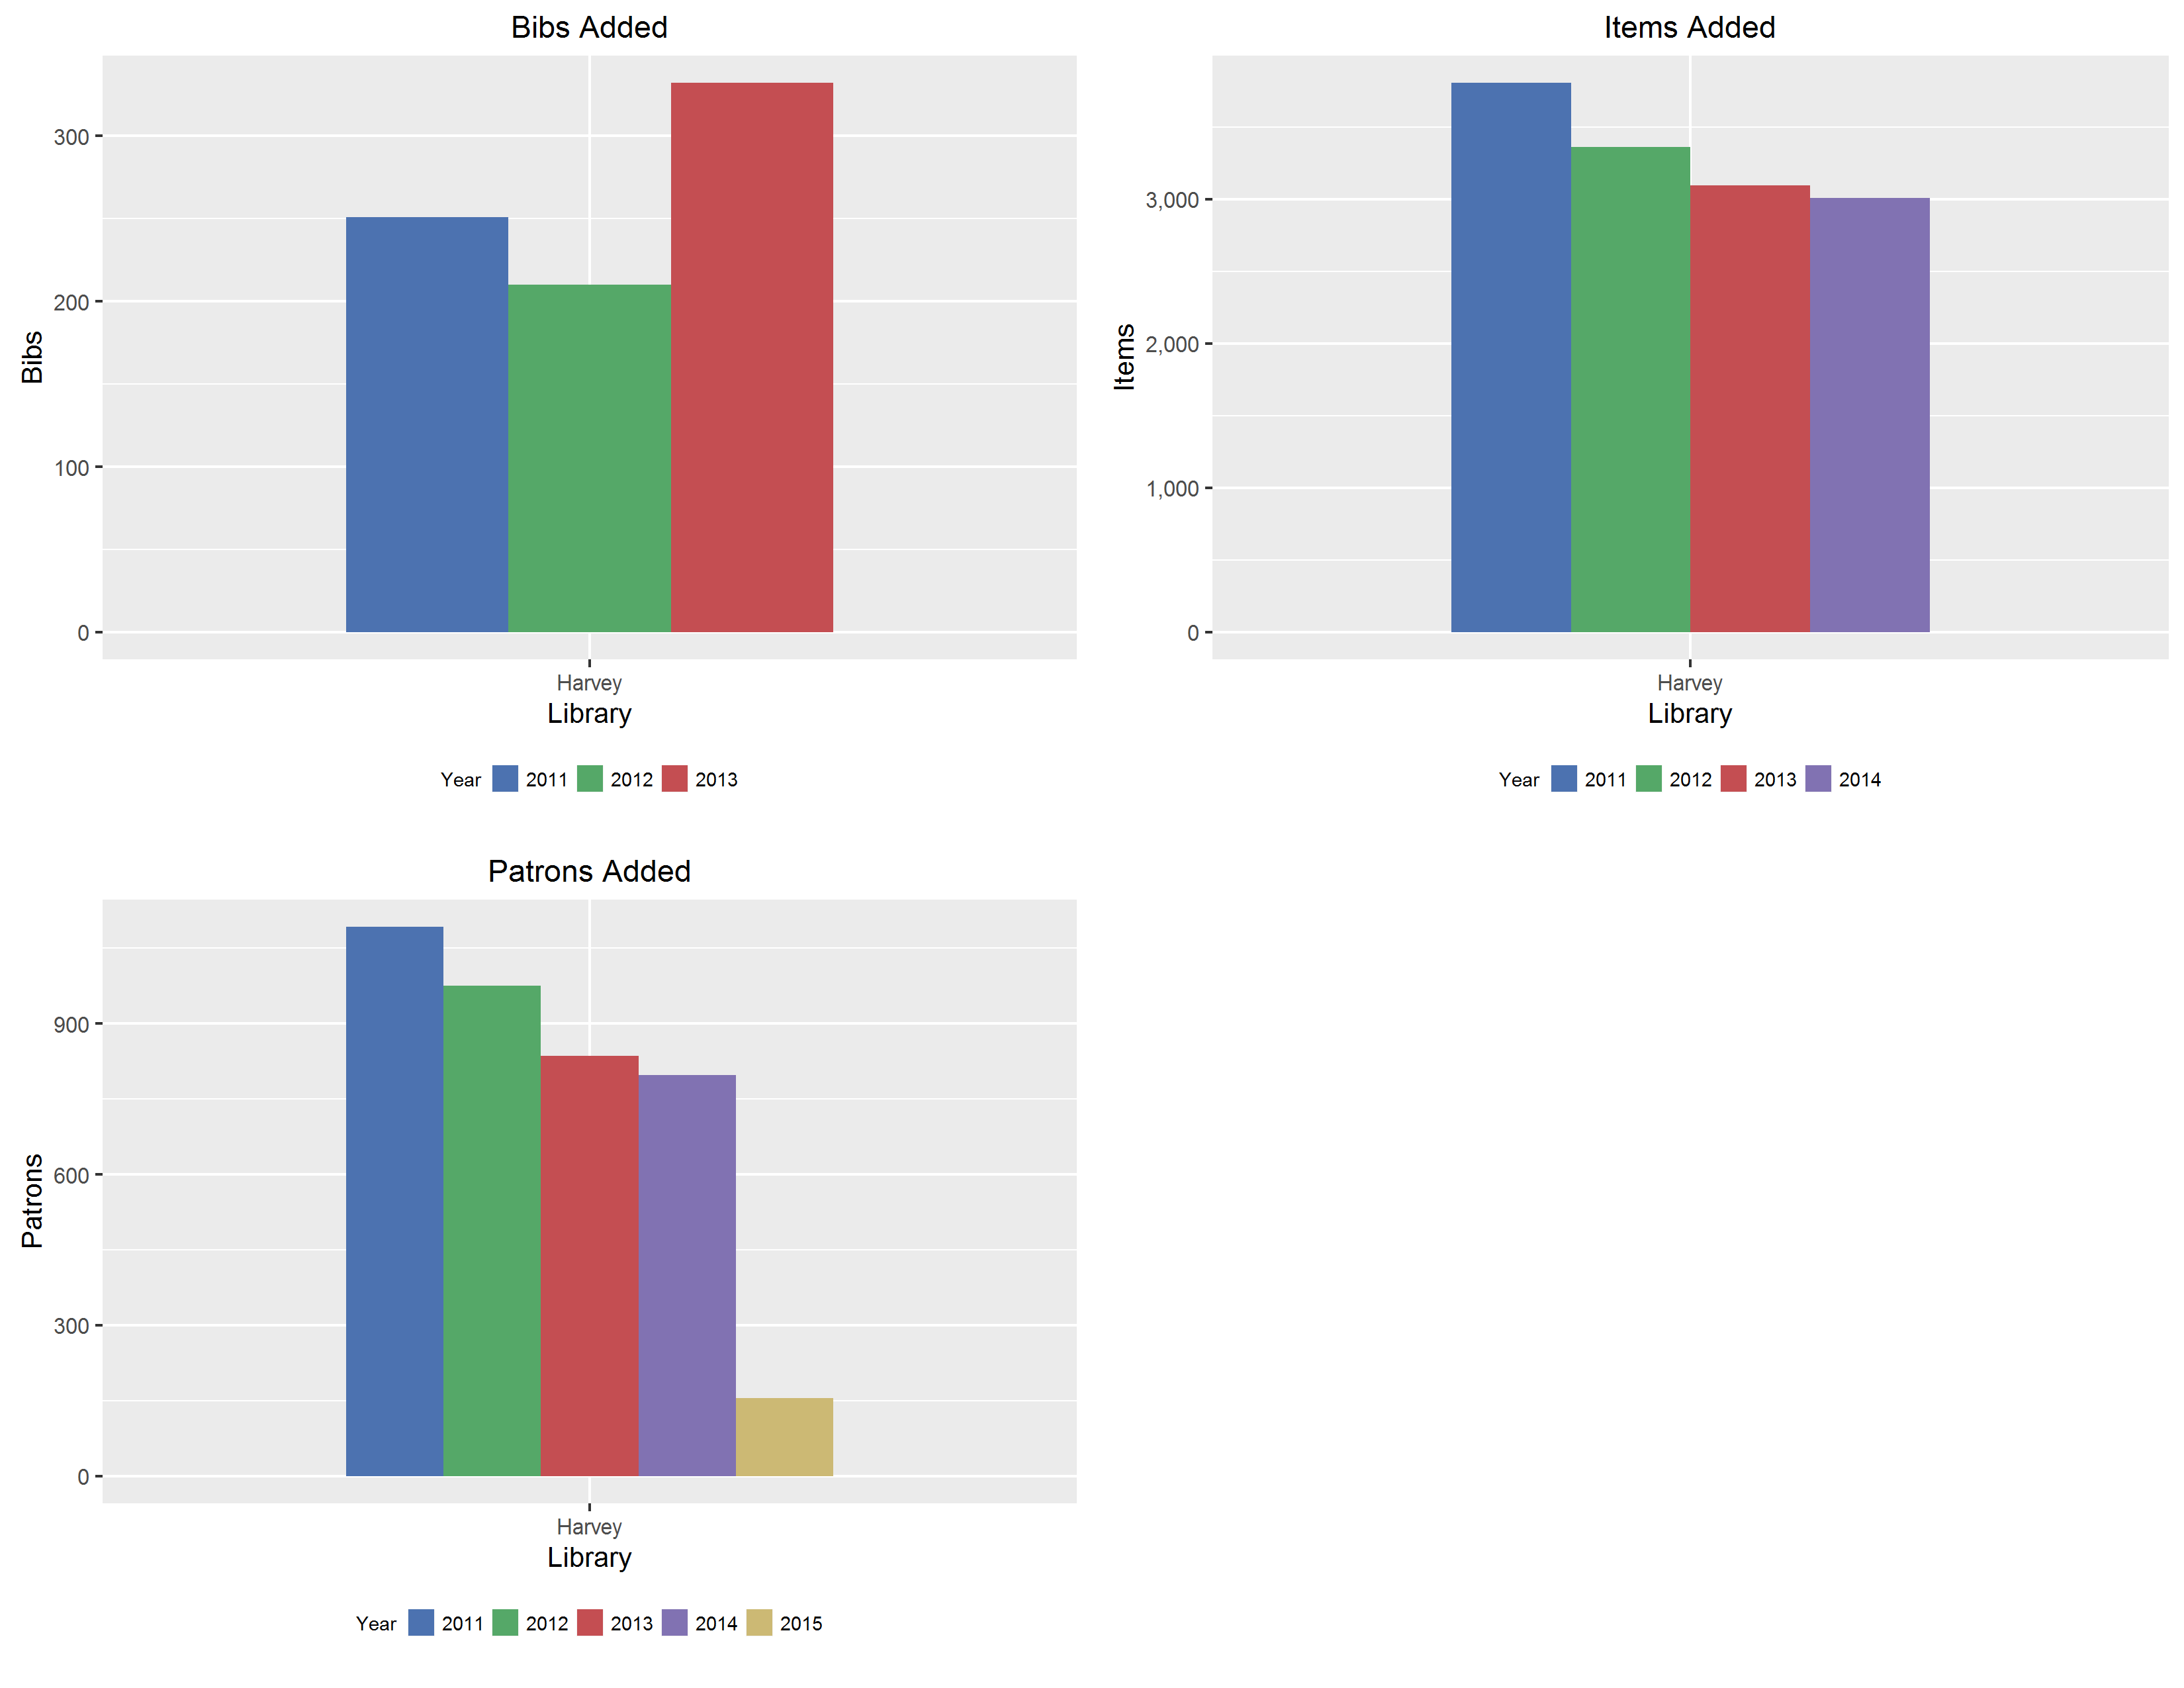 Bibs Added
300
200
100
0
Bibs
Harvey
Library
Year 2011 2012 2013
Items Added
3,000
2,000
1,000
0
Items
Harvey
Library
Year 2011 2012 2013 2014
Patrons Added
900
600
300
0
Patrons
Harvey
Library
Year 2011 2012 2013 2014 2015